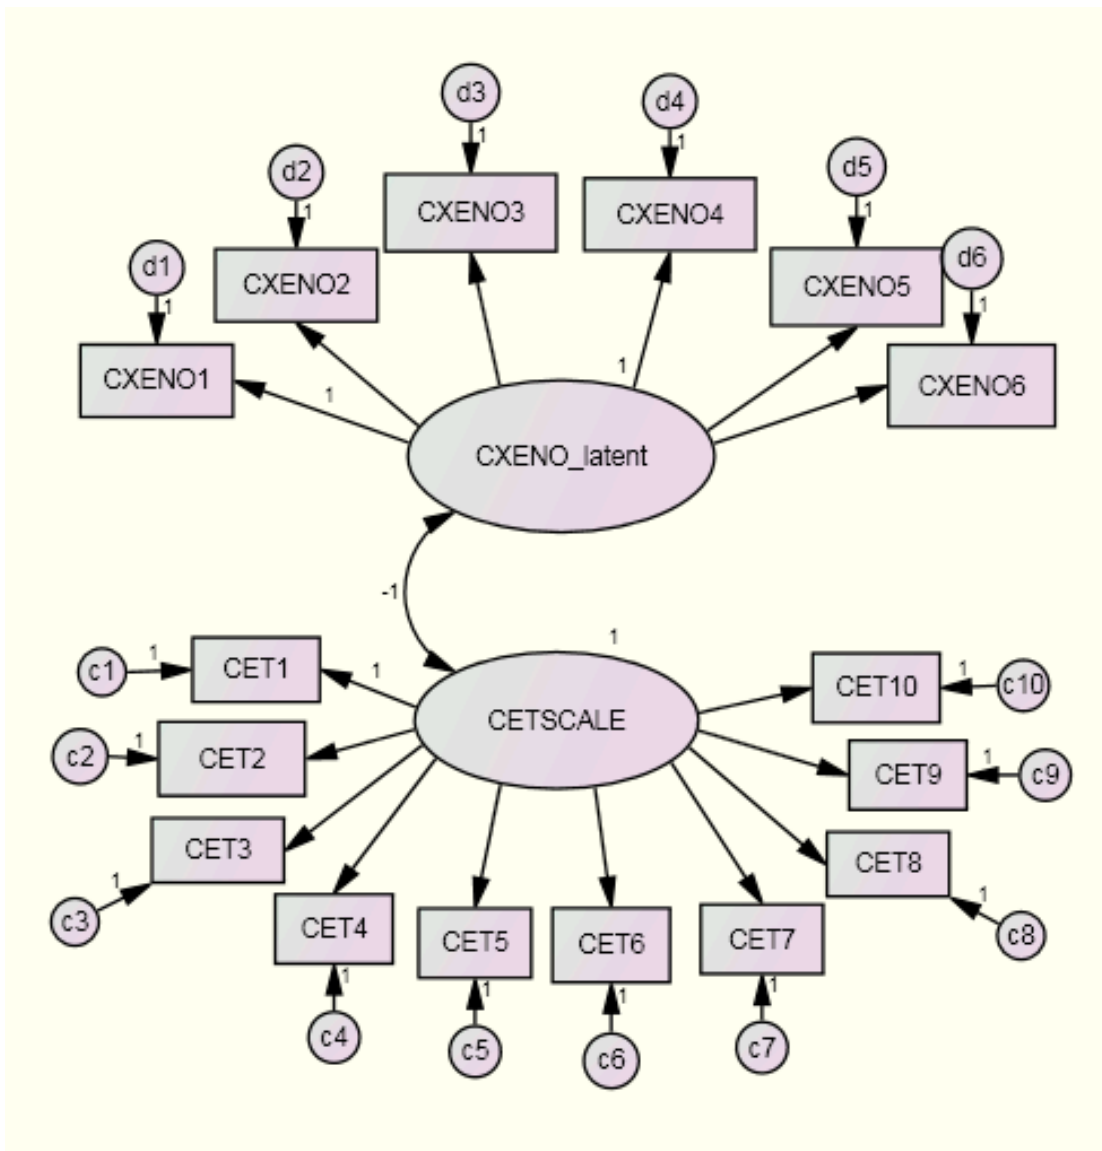 d3
d4
1
1
d2
d5
CXENO3
CXENO4
1
1
d1
d6
CXENO2
CXENO5
1
1
CXENO1
CXENO6
1
1
CXENO_latent
-1
1
c1
1
CET1
1
CETSCALE
CET10
1
c10
c2
1
CET2
CET9
1
c9
CET3
CET8
1
1
c3
c8
CET4
CET5
CET6
CET7
1
1
1
1
c4
c5
c6
c7